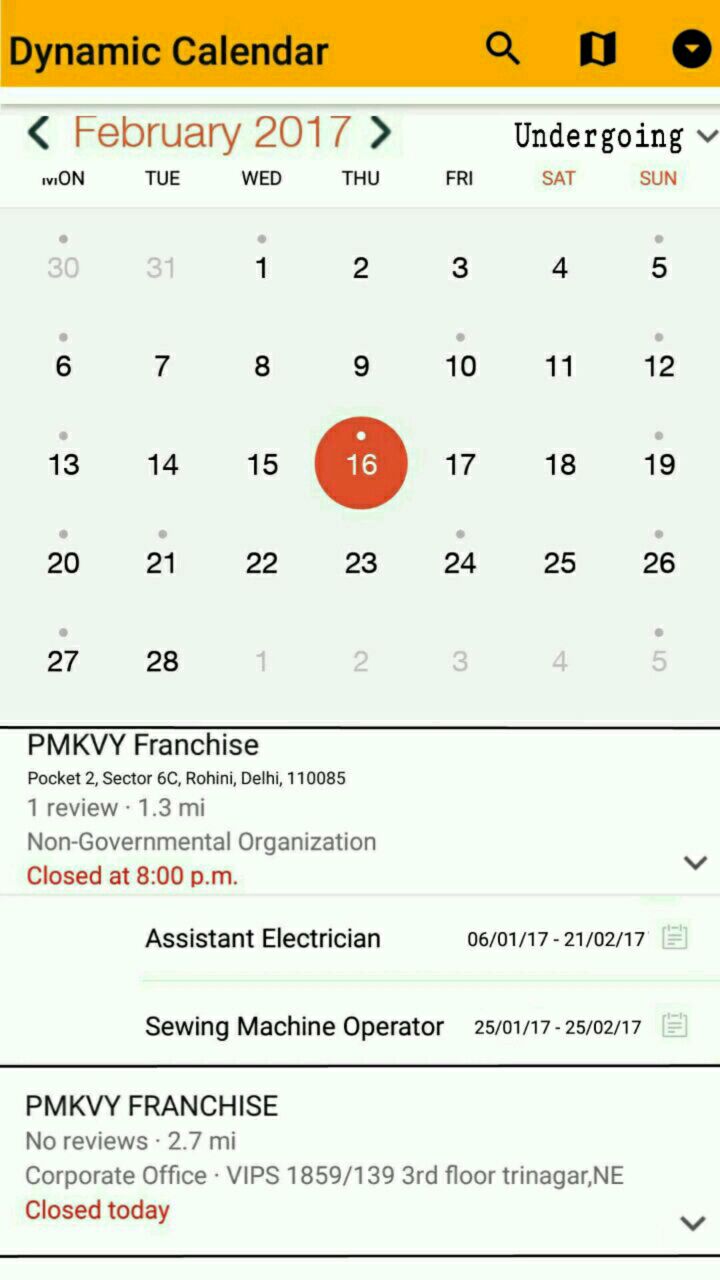 Dynamic Calendar
February 2017 Undergoing
MON TUE WED THU FRI SAT SUN
30 31 1 2 3 4 5
6 7 8 9 10 11 12
13 14 15 16 17 18 19
20 21 22 23 24 25 26
27 28 1 2 3 4 5
PMKVY Franchise
Pocket 2, Sector 6C, Rohini, Delhi, 110085
1 review · 1.3 mi
Non-Governmental Organization
Closed at 8:00 p.m.
Assistant Electrician 06/01/17 - 21/02/17
Sewing Machine Operator 25/01/17 - 25/02/17
PMKVY FRANCHISE
No reviews · 2.7 mi
Corporate Office · VIPS 1859/139 3rd floor trinagar,NE
Closed today